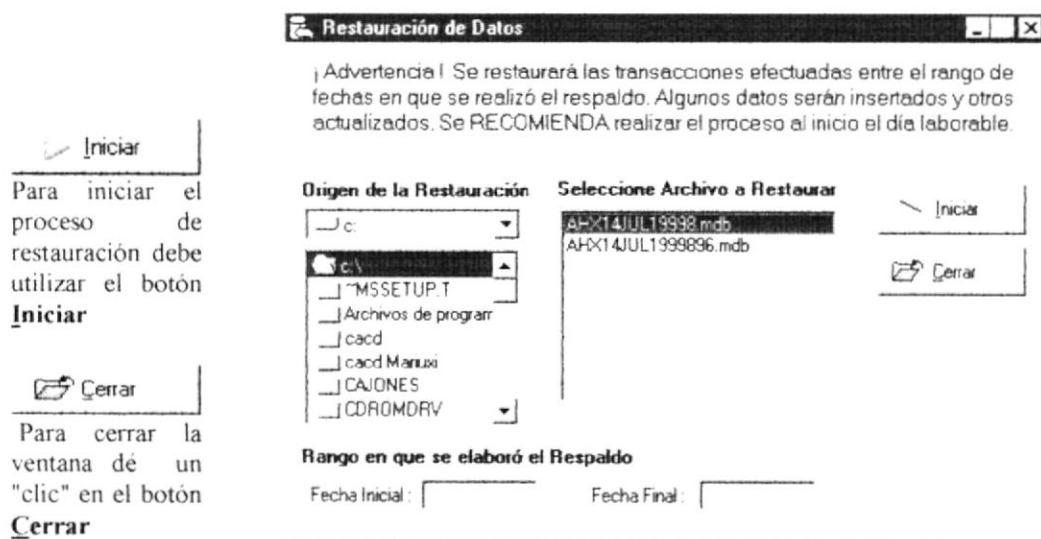 Iniciar
Para iniciar el
proceso de
restauración debe
utilizar el botón
Iniciar
Cerrar
Para cerrar la
ventana dé un
"clic" en el botón
Cerrar
Restauración de Datos
¡Advertencia! Se restaurará las transacciones efectuadas entre el rango de
fechas en que se realizó el respaldo. Algunos datos serán insertados y otros
actualizados. Se RECOMIENDA realizar el proceso al inicio el día laborable.
Origen de la Restauración
c:
c:\
~MSSETUP.T
Archivos de program
cacd
cacd Manuxi
CAJONES
CDROMDRV
Seleccione Archivo a Restaurar
AHX14JUL19998.mdb
AHX14JUL1999896.mdb
Iniciar
Cerrar
Rango en que se elaboró el Respaldo
Fecha Inicial :
Fecha Final :